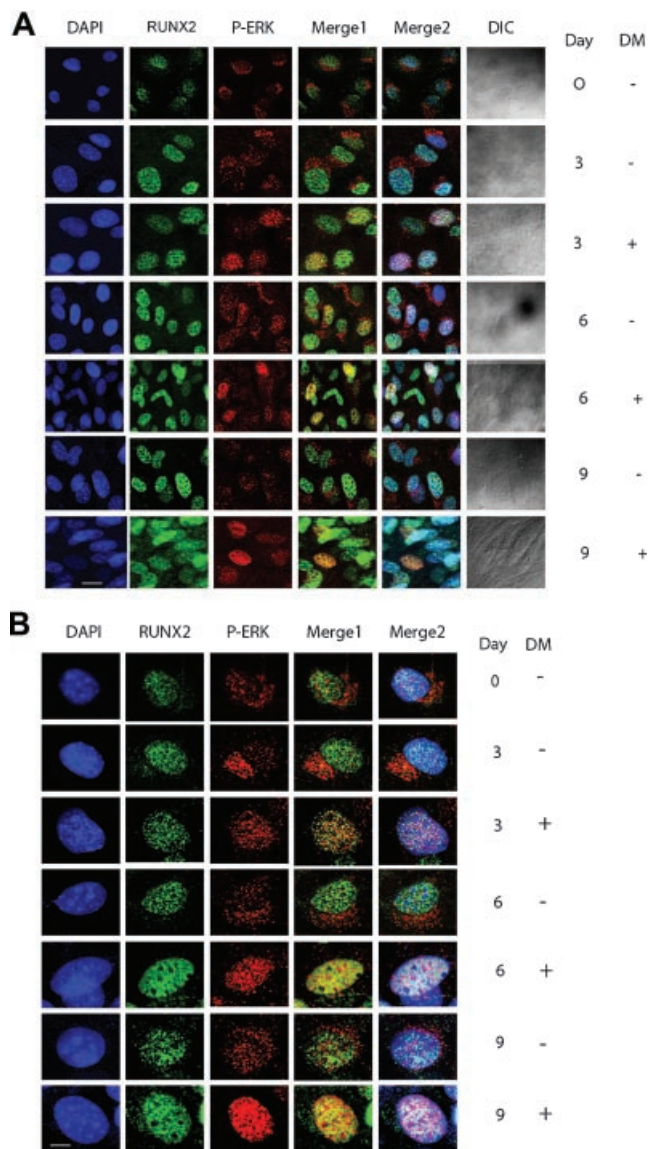 A
DAPI RUNX2 P-ERK Merge1 Merge2 DIC Day DM
O -
3 -
3 +
6 -
6 +
9 -
9 +
B
DAPI RUNX2 P-ERK Merge1 Merge2 Day DM
0 -
3 -
3 +
6 -
6 +
9 -
9 +